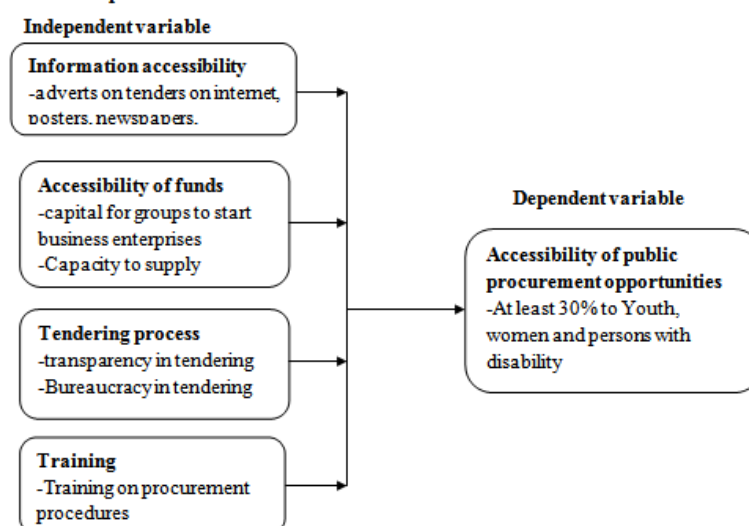 Independent variable
Information accessibility
-adverts on tenders on internet,
posters, newspapers.
Accessibility of funds
-capital for groups to start
business enterprises
-Capacity to supply
Tendering process
-transparency in tendering
-Bureaucracy in tendering
Training
-Training on procurement
procedures
Dependent variable
Accessibility of public
procurement opportunities
-At least 30% to Youth,
women and persons with
disability